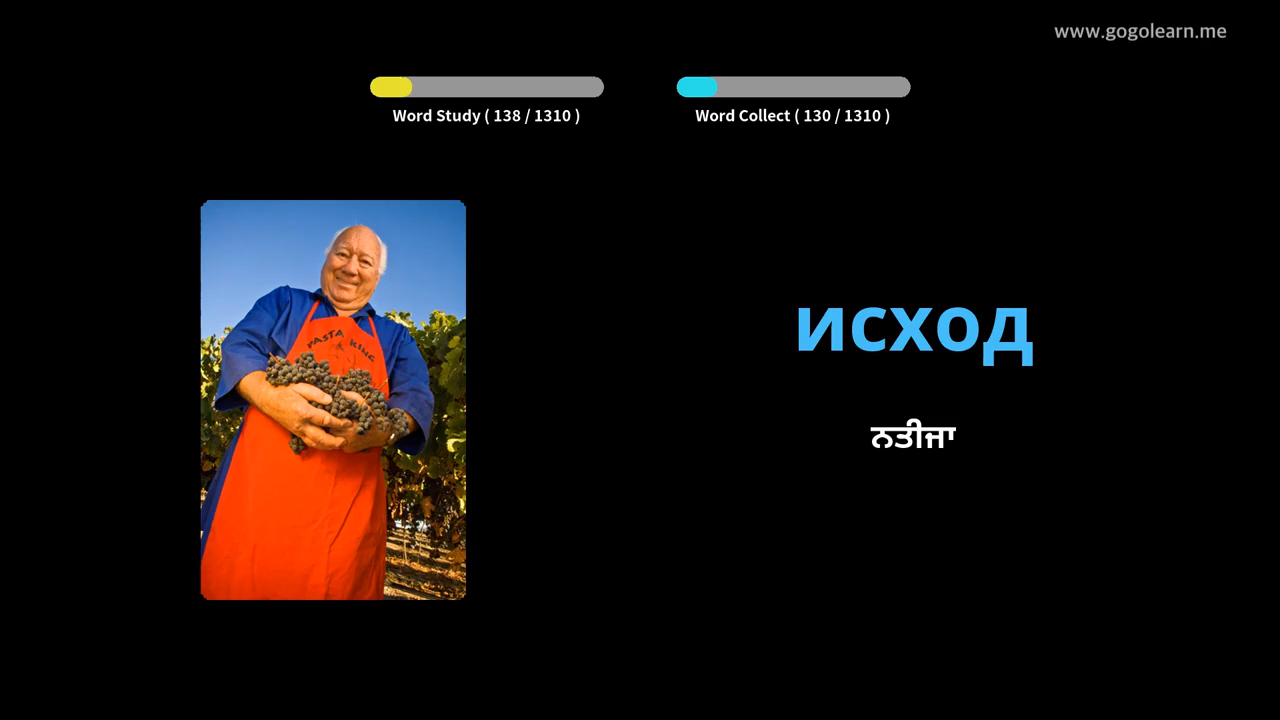 www.gogolearn.me
Word Study ( 138 / 1310 )
Word Collect ( 130 / 1310 )
PASTA KING
исход
ਨਤੀਜਾ